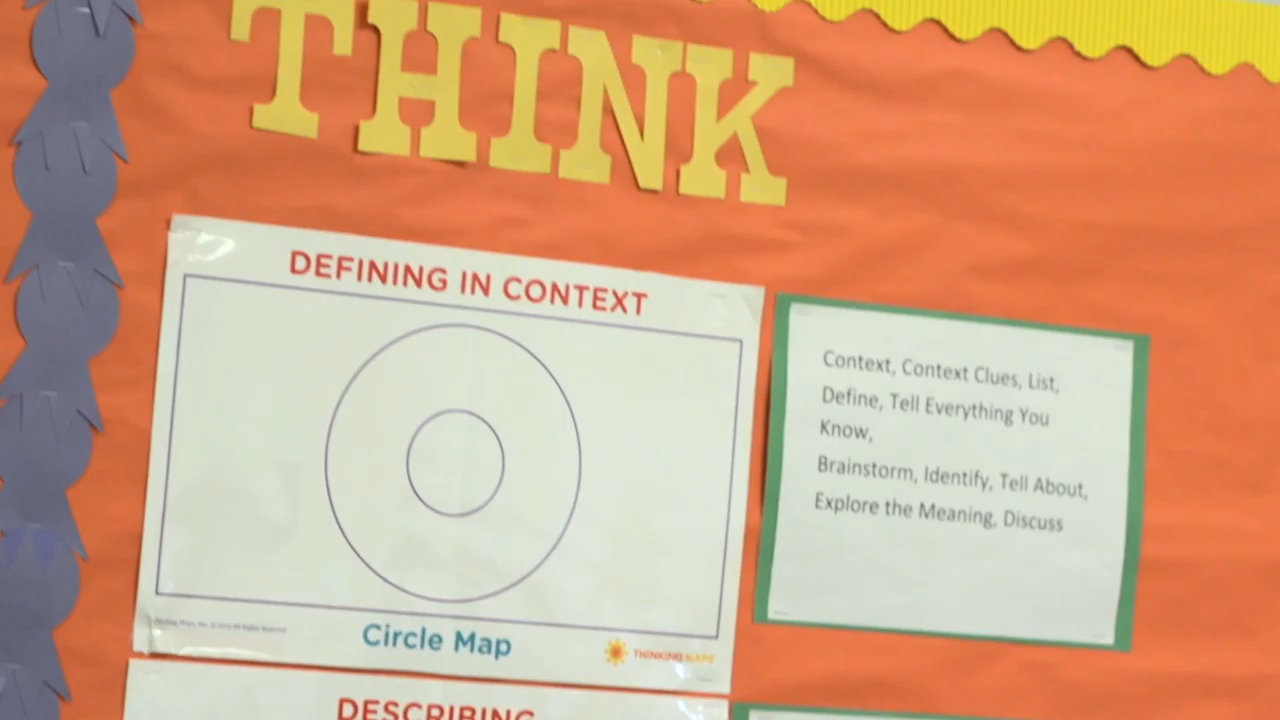 THINK
DEFINING IN CONTEXT
Context, Context Clues, List,
Define, Tell Everything You
Know,
Brainstorm, Identify, Tell About,
Explore the Meaning, Discuss
Circle Map
THINKING MAPS
DESCRIBING